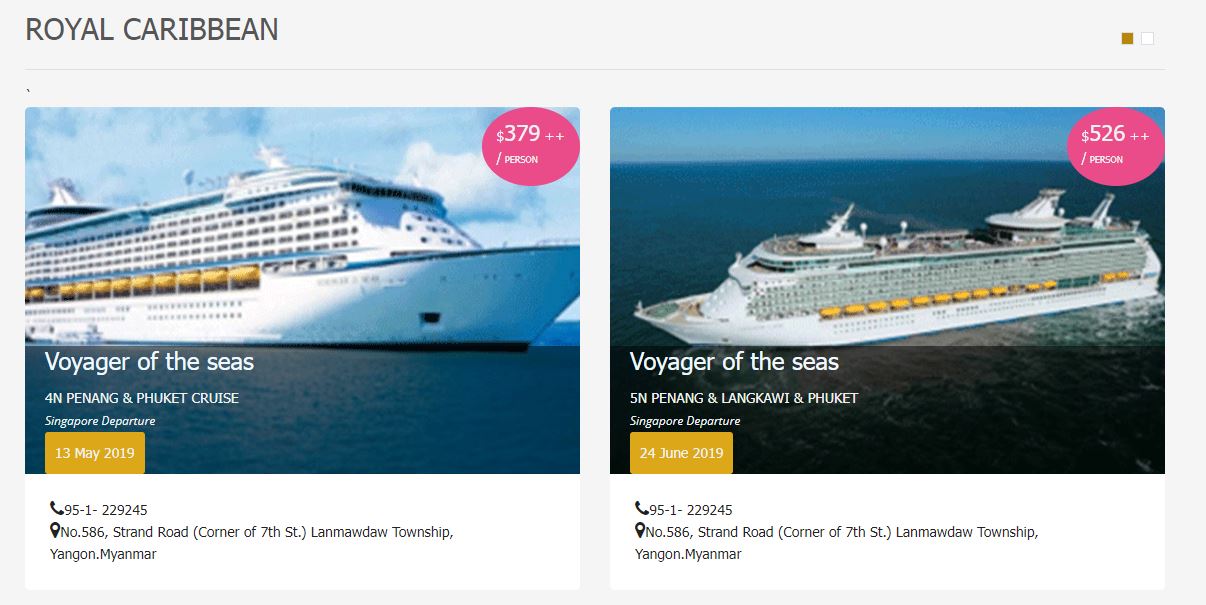 ROYAL CARIBBEAN
`
$379 ++
/ PERSON
Voyager of the seas
4N PENANG & PHUKET CRUISE
Singapore Departure
13 May 2019
95-1- 229245
No.586, Strand Road (Corner of 7th St.) Lanmawdaw Township,
Yangon.Myanmar
$526 ++
/ PERSON
Voyager of the seas
5N PENANG & LANGKAWI & PHUKET
Singapore Departure
24 June 2019
95-1- 229245
No.586, Strand Road (Corner of 7th St.) Lanmawdaw Township,
Yangon.Myanmar